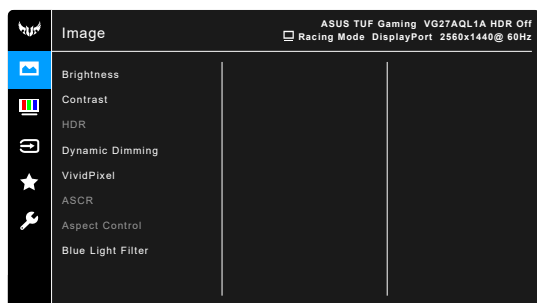 Image
ASUS TUF Gaming VG27AQL1A HDR Off
Racing Mode DisplayPort 2560x1440@ 60Hz
Brightness
Contrast
HDR
Dynamic Dimming
VividPixel
ASCR
Aspect Control
Blue Light Filter